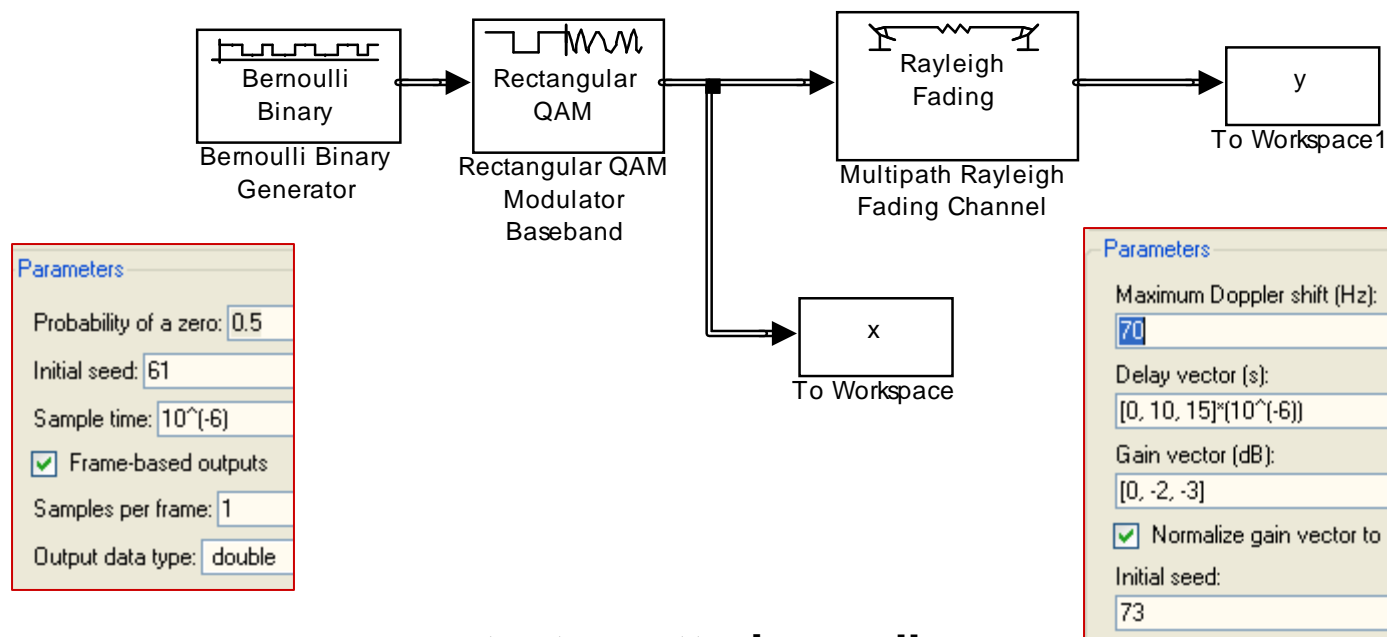 Bernoulli
Binary
Bernoulli Binary
Generator
Rectangular
QAM
Rectangular QAM
Modulator
Baseband
Rayleigh
Fading
Multipath Rayleigh
Fading Channel
y
To Workspace1
x
To Workspace
Parameters
Probability of a zero: 0.5
Initial seed: 61
Sample time: 10^(-6)
Frame-based outputs
Samples per frame: 1
Output data type: double
Parameters
Maximum Doppler shift (Hz):
70
Delay vector (s):
[0, 10, 15]*(10^(-6))
Gain vector (dB):
[0, -2, -3]
Normalize gain vector to
Initial seed:
73